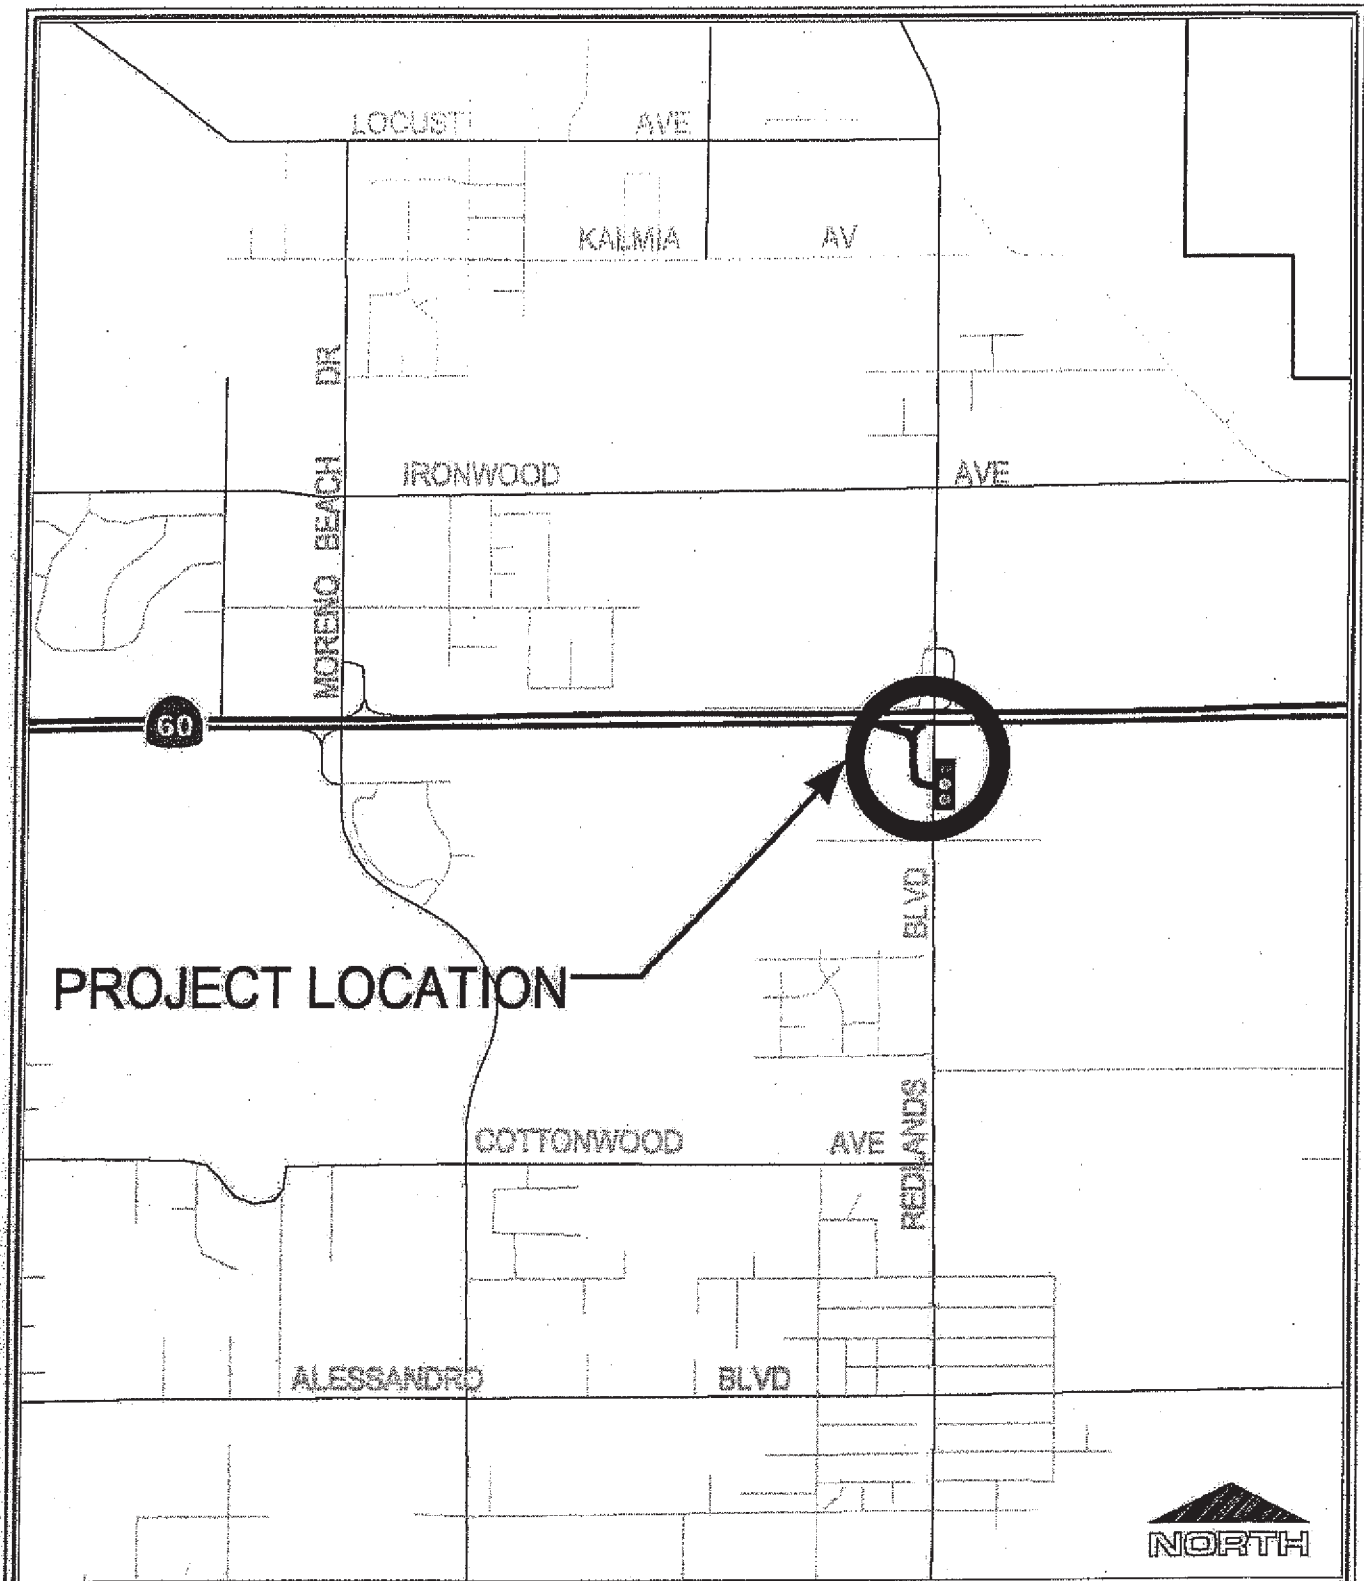 LOCUST AVE
KALMIA AV
MORENO BEACH DR
IRONWOOD AVE
60
PROJECT LOCATION
REDLANDS BLVD
COTTONWOOD AVE
ALESSANDRO BLVD
NORTH